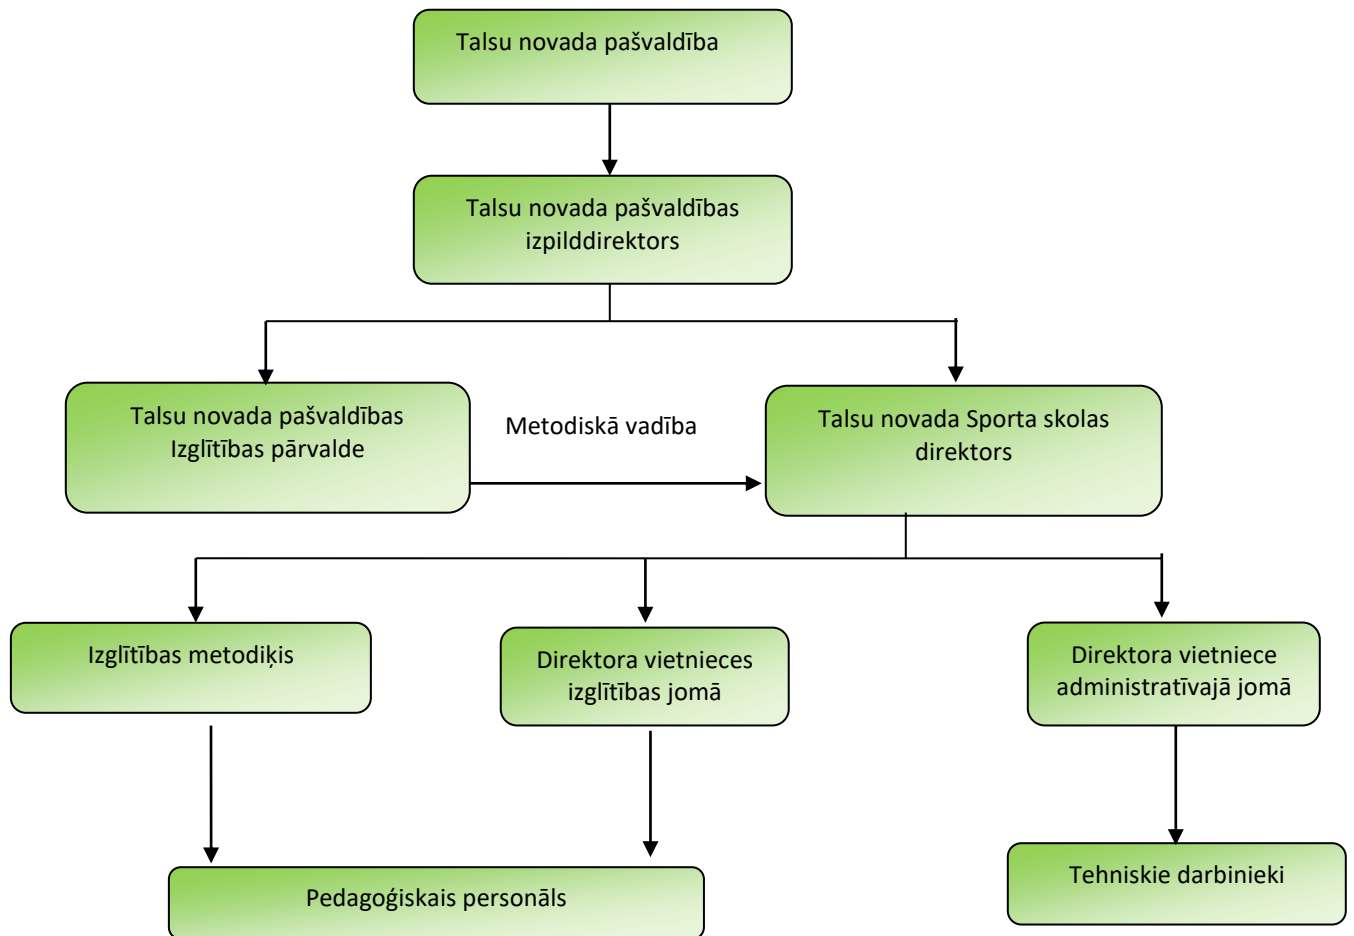 Talsu novada pašvaldība
Talsu novada pašvaldības
izpilddirektors
Talsu novada pašvaldības
Izglītības pārvalde
Metodiskā vadība
Talsu novada Sporta skolas
direktors
Izglītības metodiķis
Direktora vietnieces
izglītības jomā
Direktora vietniece
administratīvajā jomā
Pedagoģiskais personāls
Tehniskie darbinieki